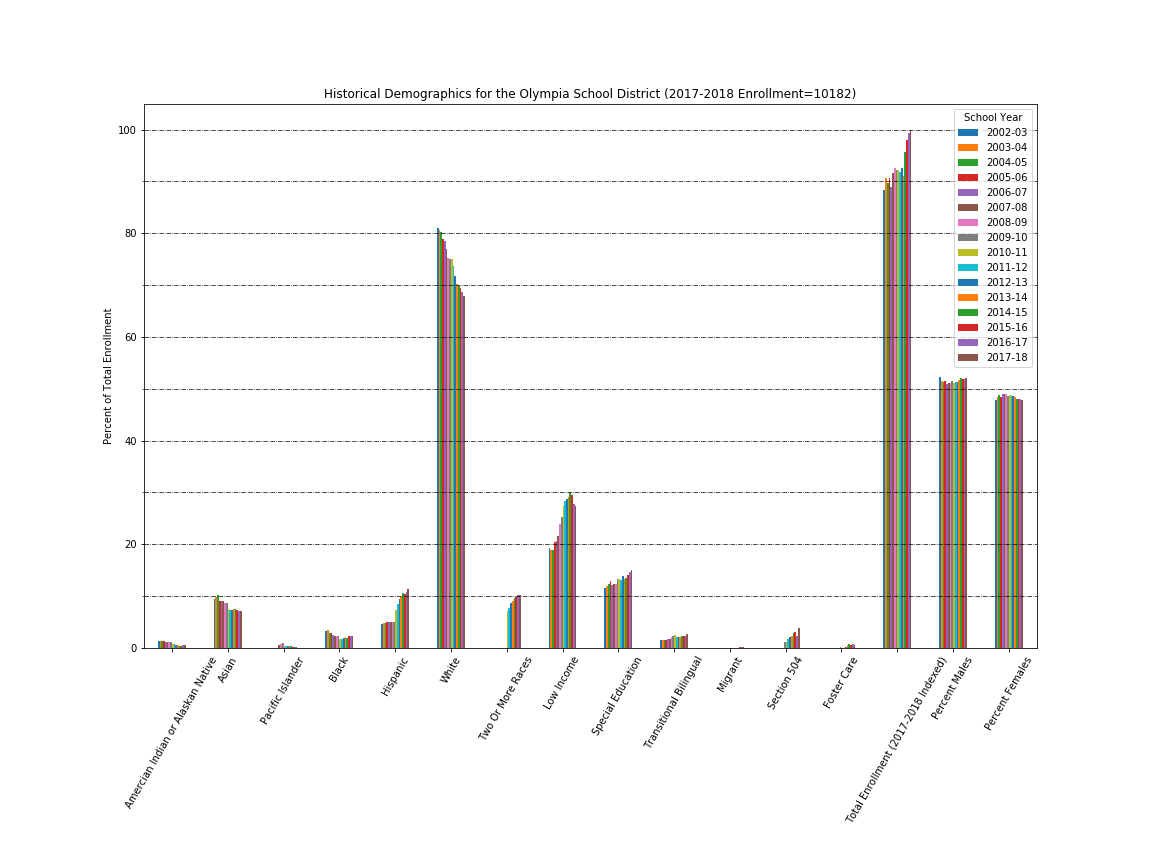 Historical Demographics for the Olympia School District (2017-2018 Enrollment=10182)
Percent of Total Enrollment
100
80
60
40
20
0
School Year
2002-03
2003-04
2004-05
2005-06
2006-07
2007-08
2008-09
2009-10
2010-11
2011-12
2012-13
2013-14
2014-15
2015-16
2016-17
2017-18
Amercian Indian or Alaskan Native
Asian
Pacific Islander
Black
Hispanic
White
Two Or More Races
Low Income
Special Education
Transitional Bilingual
Migrant
Section 504
Foster Care
Total Enrollment (2017-2018 Indexed)
Percent Males
Percent Females